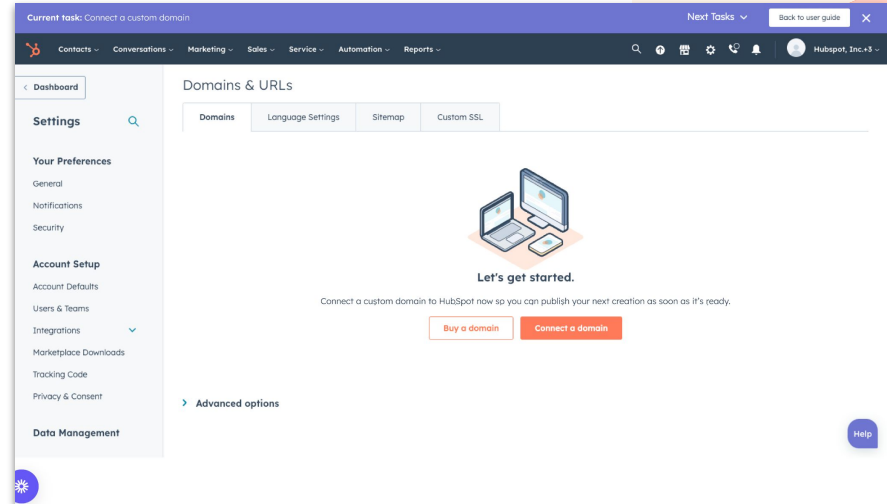 Current task: Connect a custom domain
Next Tasks
Back to user guide
Contacts Conversations Marketing Sales Service Automation Reports
Hubspot, Inc.+3
Dashboard
Domains & URLs
Settings
Domains Language Settings Sitemap Custom SSL
Your Preferences
General
Notifications
Security
Account Setup
Account Defaults
Users & Teams
Integrations
Marketplace Downloads
Tracking Code
Privacy & Consent
Data Management
Let's get started.
Connect a custom domain to HubSpot now so you can publish your next creation as soon as it's ready.
Buy a domain Connect a domain
Advanced options
Help